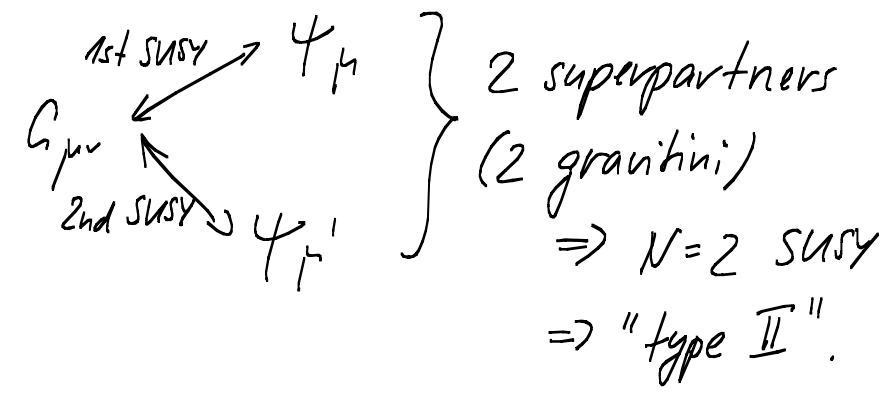 1st SUSY
ψ_μ
G_μν
2nd SUSY
ψ_μ'
2 superpartners
(2 gravitini)
=> N=2 SUSY
=> "type II".